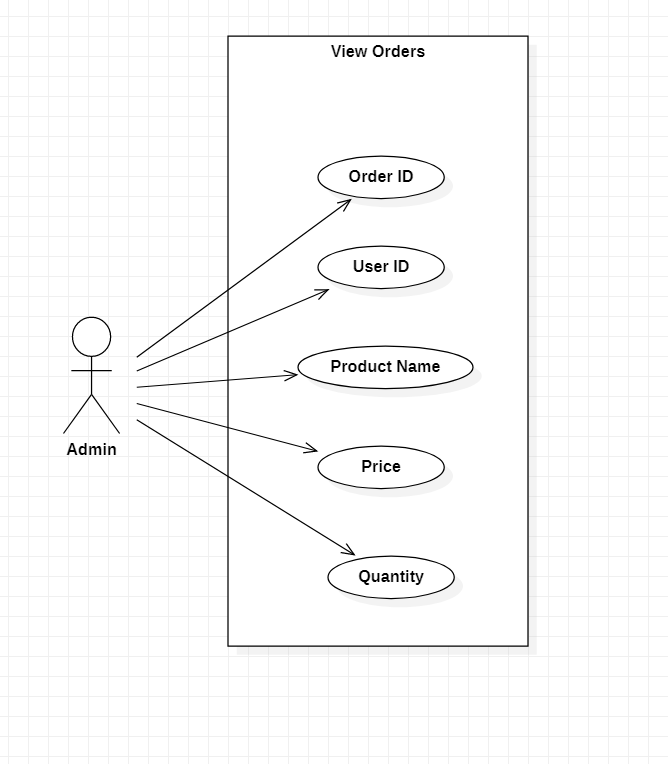 View Orders
Order ID
User ID
Product Name
Admin
Price
Quantity